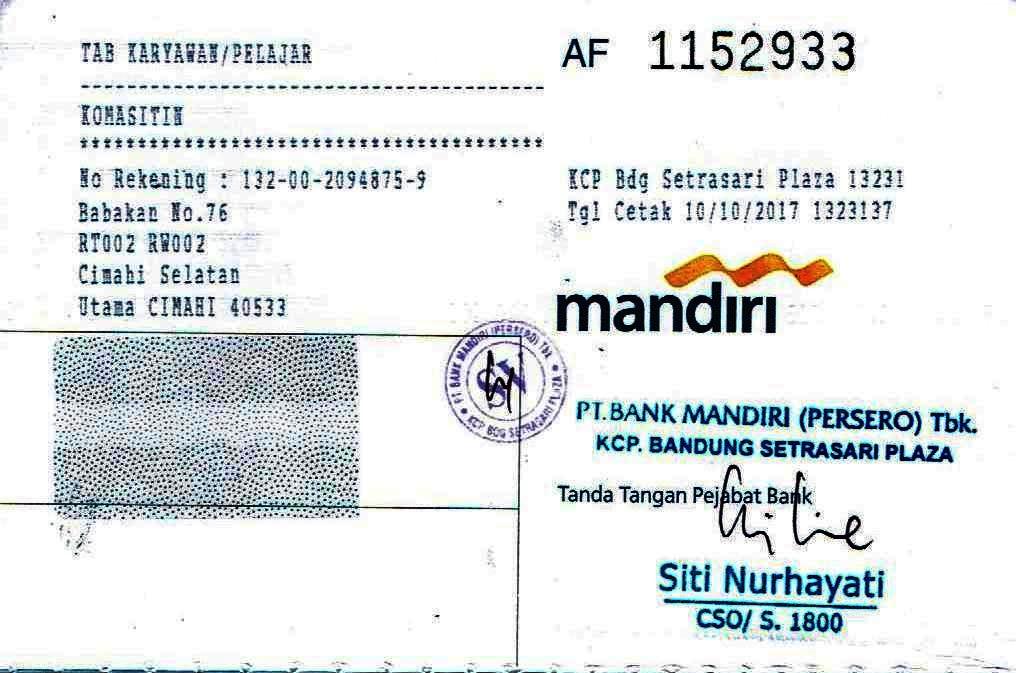 TAB KARYAWAN/PELAJAR
KOMASITIN
No Rekening : 132-00-2094875-9
Babakan No.76
RT002 RW002
Cimahi Selatan
Utama CIMAHI 40533
AF 1152933
KCP Bdg Setrasari Plaza 13231
Tgl Cetak 10/10/2017 1323137
mandiri
PT BANK MANDIRI (PERSERO) Tbk
KCP BDG SETRASARI PLAZA
PT. BANK MANDIRI (PERSERO) Tbk.
KCP. BANDUNG SETRASARI PLAZA
Tanda Tangan Pejabat Bank
Siti Nurhayati
CSO/ S. 1800